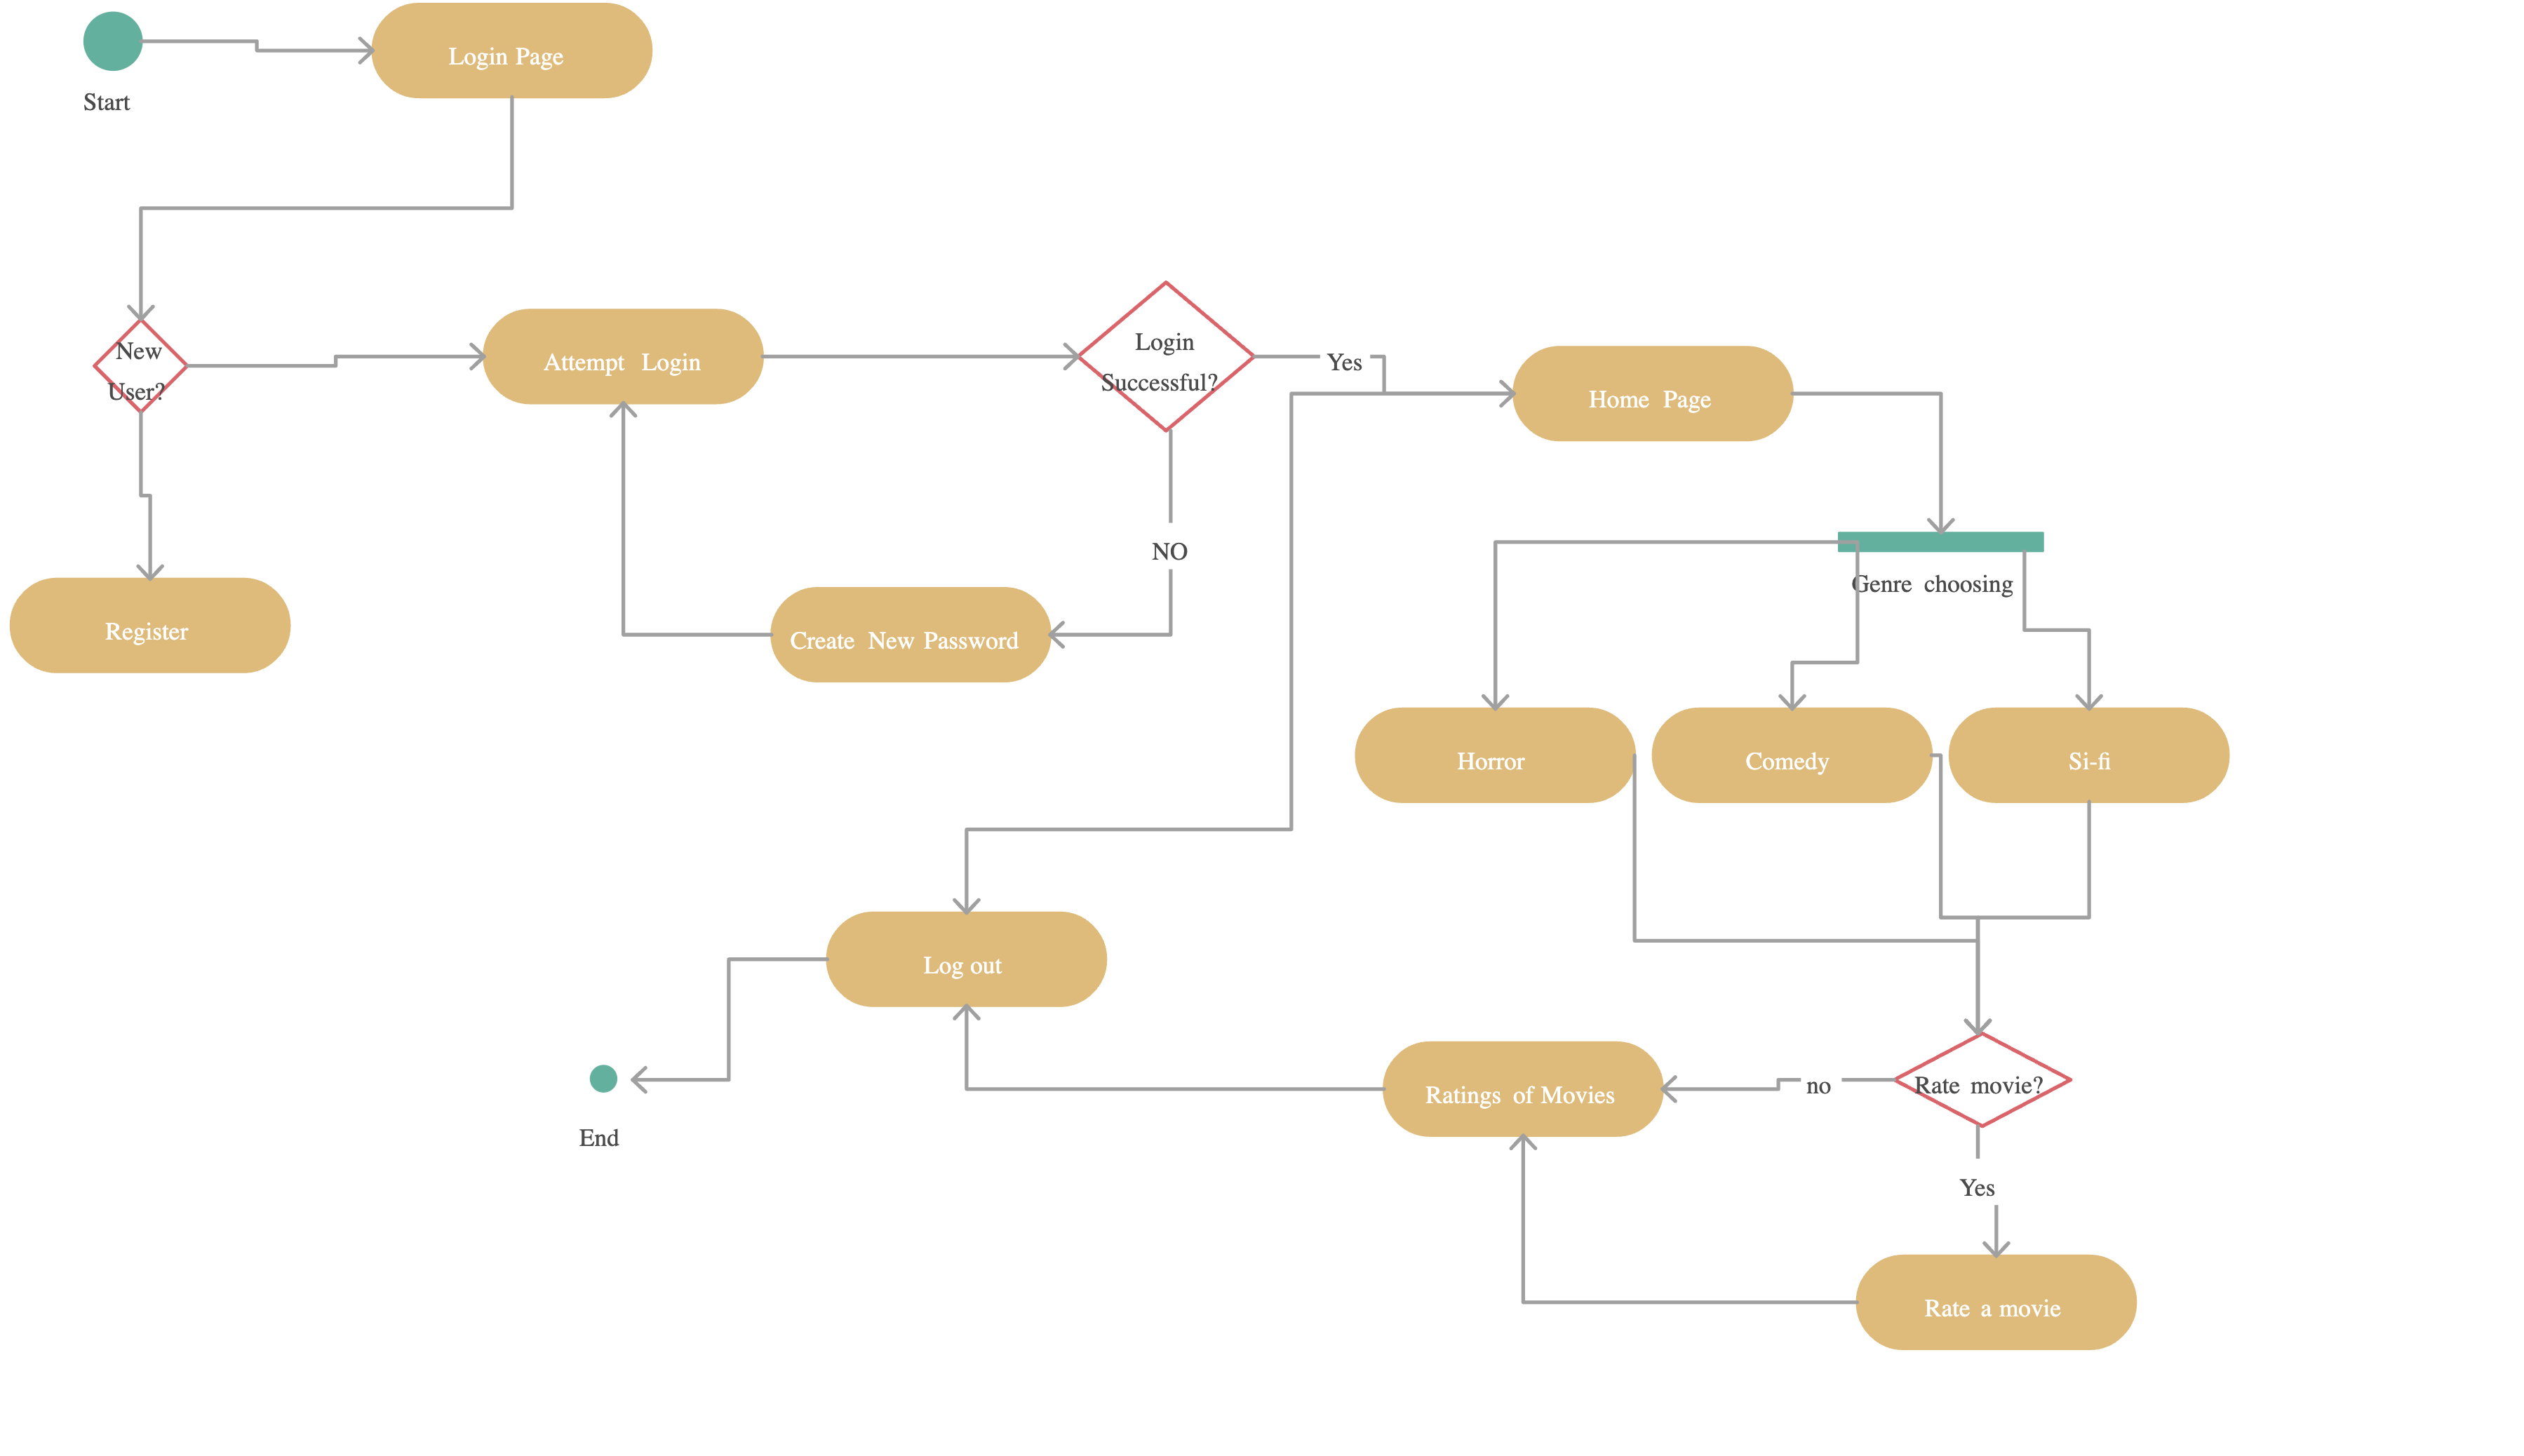 Login Page
Start
New
User?
Attempt Login
Login
Successful?
Yes
Home Page
NO
Genre choosing
Register
Create New Password
Horror
Comedy
Si-fi
Log out
Ratings of Movies
no
Rate movie?
End
Yes
Rate a movie